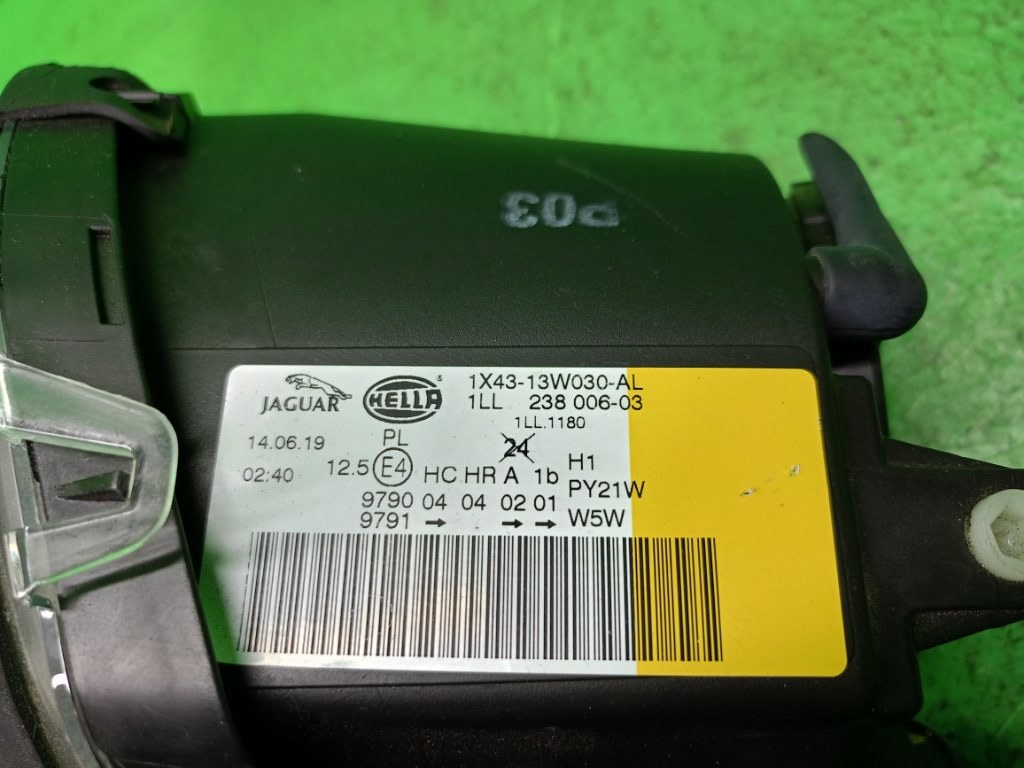 P03
JAGUAR HELLA ® 1X43-13W030-AL
1LL 238 006-03
1LL.1180
14.06.19 PL 24
02:40 12.5 E4 HC HR A 1b H1
9790 04 04 02 01 PY21W
9791 → → → W5W